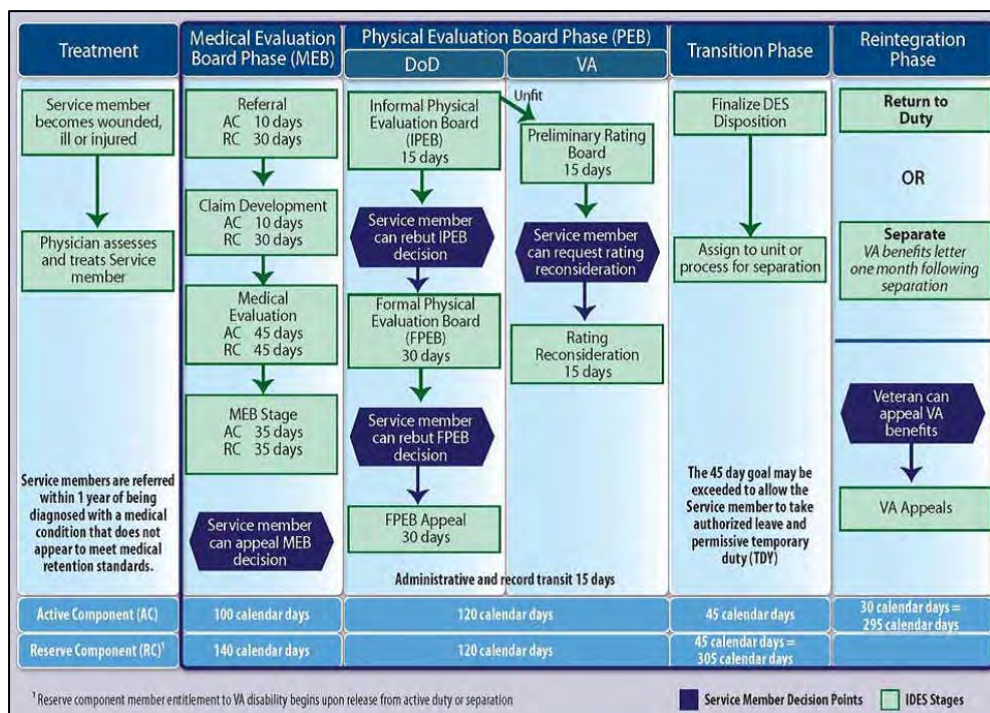 Treatment
Service member
becomes wounded,
ill or injured
Physician assesses
and treats Service
member
Service members are referred
within 1 year of being
diagnosed with a medical
condition that does not
appear to meet medical
retention standards.
Medical Evaluation
Board Phase (MEB)
Referral
AC 10 days
RC 30 days
Claim Development
AC 10 days
RC 30 days
Medical
Evaluation
AC 45 days
RC 45 days
MEB Stage
AC 35 days
RC 35 days
Service member
can appeal MEB
decision
Physical Evaluation Board Phase (PEB)
DoD
Informal Physical
Evaluation Board
(IPEB)
15 days
Service member
can rebut IPEB
decision
Formal Physical
Evaluation Board
(FPEB)
30 days
Service member
can rebut FPEB
decision
FPEB Appeal
30 days
VA
Unfit
Preliminary Rating
Board
15 days
Service member
can request rating
reconsideration
Rating
Reconsideration
15 days
Administrative and record transit 15 days
Transition Phase
Finalize DES
Disposition
Assign to unit or
process for separation
The 45 day goal may be
exceeded to allow the
Service member to take
authorized leave and
permissive temporary
duty (TDY)
Reintegration
Phase
Return to
Duty
OR
Separate
VA benefits letter
one month following
separation
Veteran can
appeal VA
benefits
VA Appeals
Active Component (AC)
100 calendar days
120 calendar days
45 calendar days
30 calendar days =
295 calendar days
Reserve Component (RC)¹
140 calendar days
120 calendar days
45 calendar days =
305 calendar days
¹ Reserve component member entitlement to VA disability begins upon release from active duty or separation
Service Member Decision Points
IDES Stages